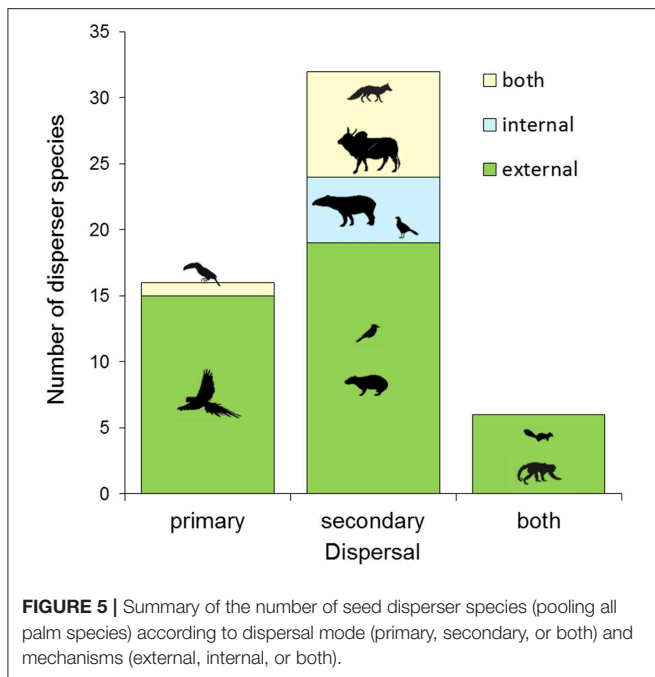 35
30
25
20
15
10
5
0
Number of disperser species
both
internal
external
primary
secondary
both
Dispersal
FIGURE 5 | Summary of the number of seed disperser species (pooling all
palm species) according to dispersal mode (primary, secondary, or both) and
mechanisms (external, internal, or both).